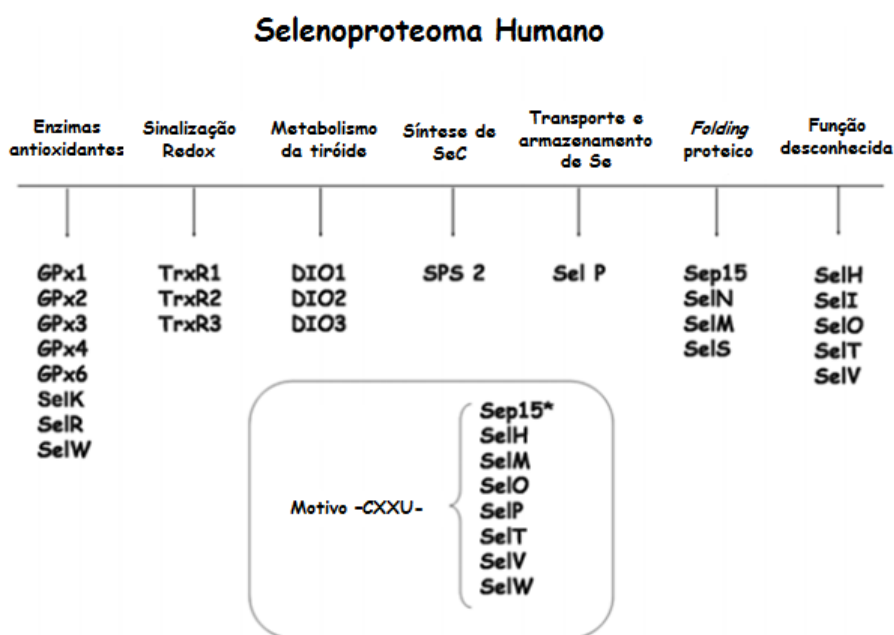 Selenoproteoma Humano
Enzimas
antioxidantes
Sinalização
Redox
Metabolismo
da tiróide
Síntese de
SeC
Transporte e
armazenamento
de Se
Folding
proteico
Função
desconhecida
GPx1
GPx2
GPx3
GPx4
GPx6
SelK
SelR
SelW
TrxR1
TrxR2
TrxR3
DIO1
DIO2
DIO3
SPS 2
Sel P
Sep15
SelN
SelM
SelS
SelH
SelI
SelO
SelT
SelV
Motivo -CXXU-
Sep15*
SelH
SelM
SelO
SelP
SelT
SelV
SelW